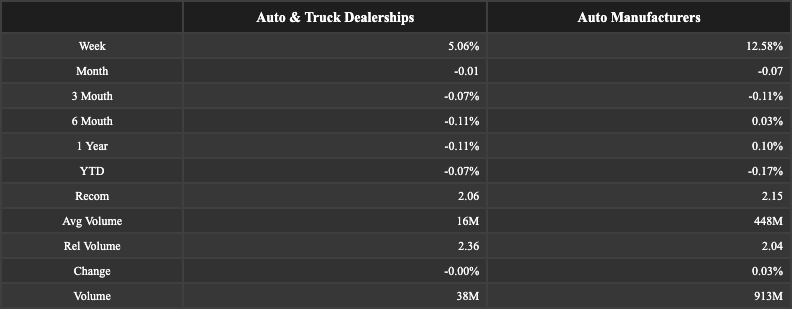 Auto & Truck Dealerships Auto Manufacturers
Week 5.06% 12.58%
Month -0.01 -0.07
3 Mouth -0.07% -0.11%
6 Mouth -0.11% 0.03%
1 Year -0.11% 0.10%
YTD -0.07% -0.17%
Recom 2.06 2.15
Avg Volume 16M 448M
Rel Volume 2.36 2.04
Change -0.00% 0.03%
Volume 38M 913M